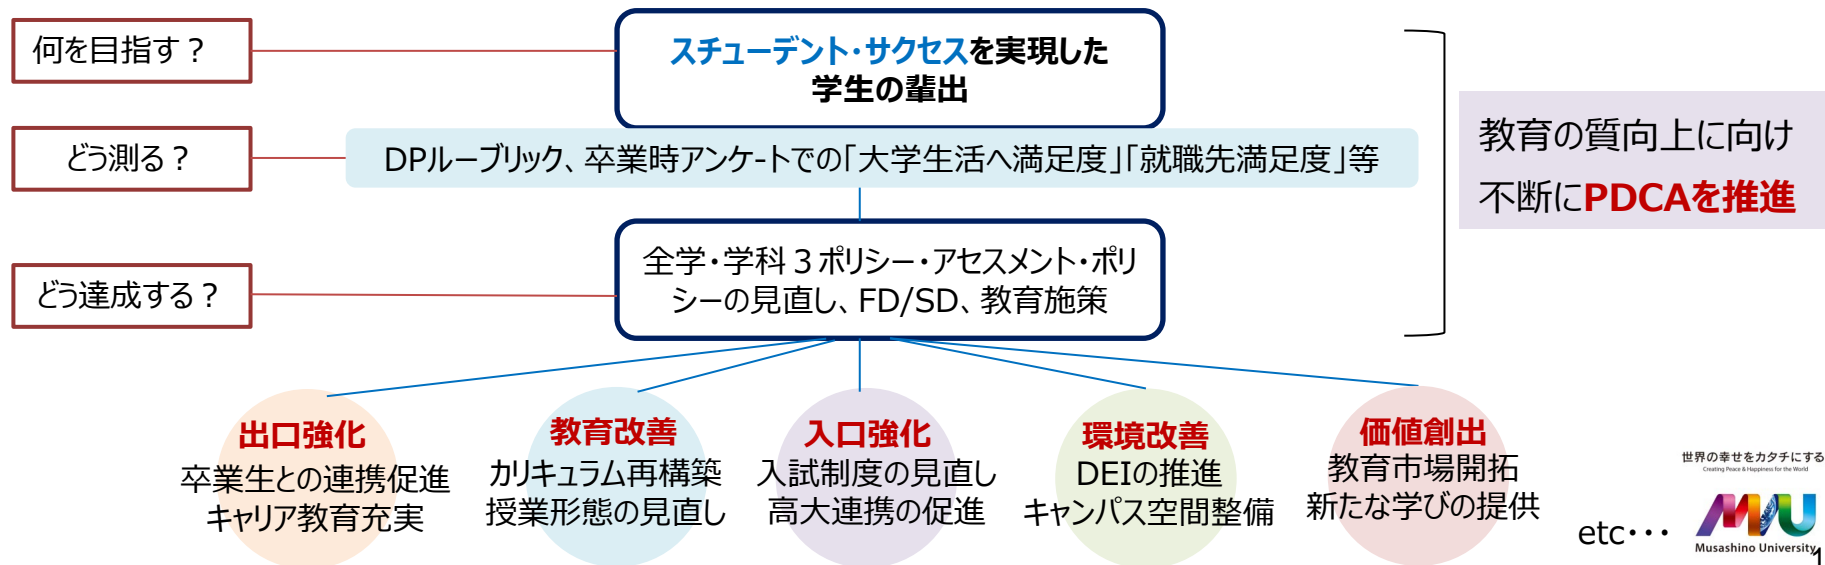 何を目指す？
スチューデント・サクセスを実現した
学生の輩出
どう測る？
DPルーブリック、卒業時アンケートでの「大学生活へ満足度」「就職先満足度」等
教育の質向上に向け
不断にPDCAを推進
どう達成する？
全学・学科３ポリシー・アセスメント・ポリ
シーの見直し、FD/SD、教育施策
出口強化
卒業生との連携促進
キャリア教育充実
教育改善
カリキュラム再構築
授業形態の見直し
入口強化
入試制度の見直し
高大連携の促進
環境改善
DEIの推進
キャンパス空間整備
価値創出
教育市場開拓
新たな学びの提供
etc・・・
世界の幸せをカタチにする
Creating Peace & Happiness for the World
MU
Musashino University
1